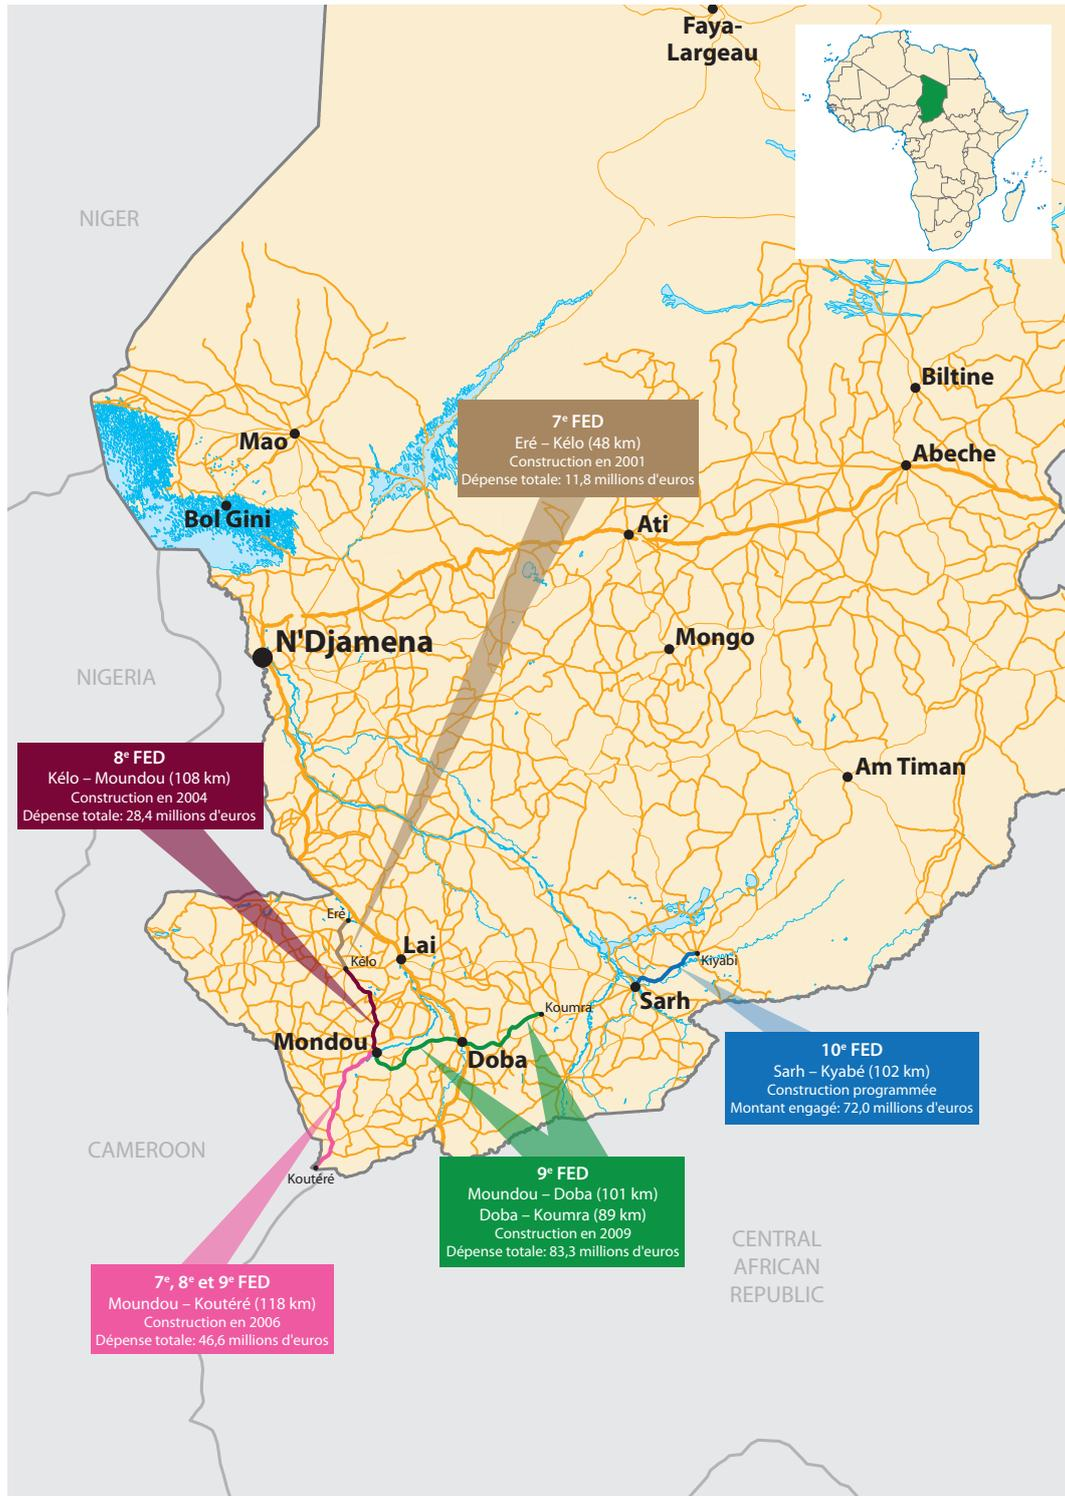 Faya-
Largeau
NIGER
Biltine
Mao
Abeche
7e FED
Eré – Kélo (48 km)
Construction en 2001
Dépense totale: 11,8 millions d'euros
Bol Gini
Ati
N'Djamena
Mongo
NIGERIA
8e FED
Kélo – Moundou (108 km)
Construction en 2004
Dépense totale: 28,4 millions d'euros
Am Timan
Eré
Lai
Kélo
Kiyabi
Sarh
Koumra
Mondou
Doba
10e FED
Sarh – Kyabé (102 km)
Construction programmée
Montant engagé: 72,0 millions d'euros
CAMEROON
Koutéré
9e FED
Moundou – Doba (101 km)
Doba – Koumra (89 km)
Construction en 2009
Dépense totale: 83,3 millions d'euros
CENTRAL
AFRICAN
REPUBLIC
7e, 8e et 9e FED
Moundou – Koutéré (118 km)
Construction en 2006
Dépense totale: 46,6 millions d'euros